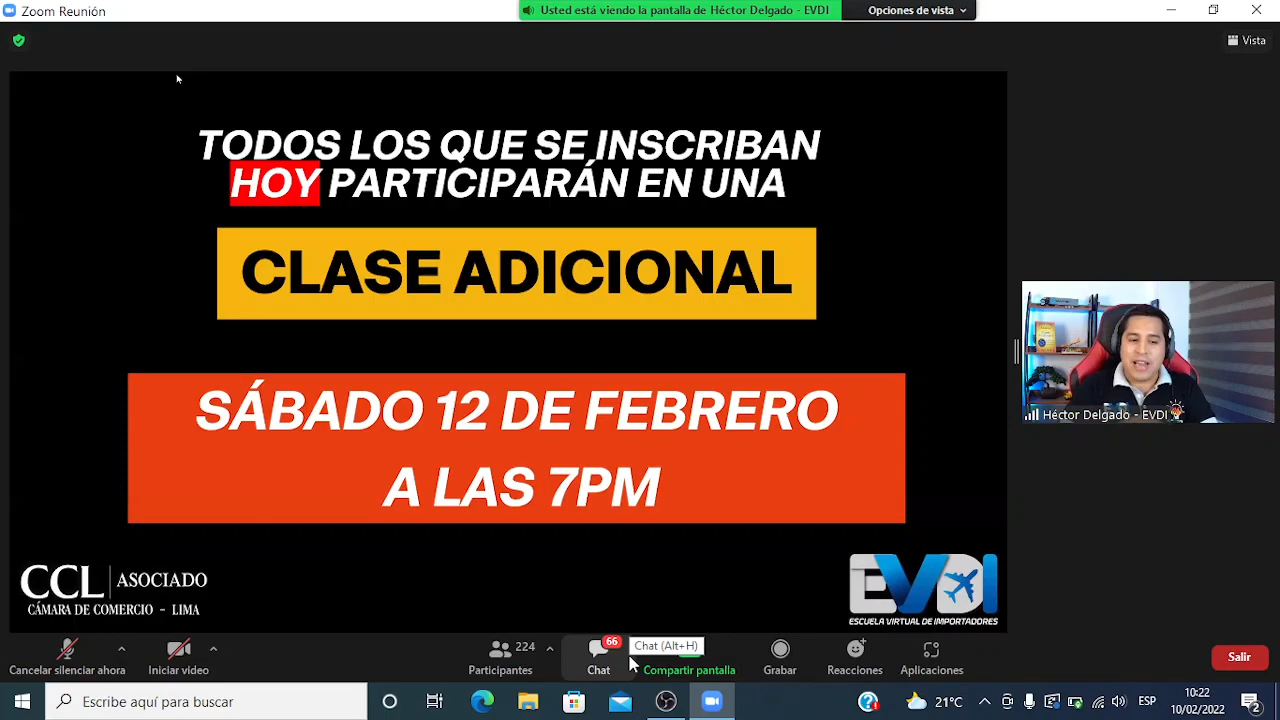 Zoom Reunión
Usted está viendo la pantalla de Héctor Delgado - EVDI
Opciones de vista
Vista
TODOS LOS QUE SE INSCRIBAN
HOY PARTICIPARÁN EN UNA
CLASE ADICIONAL
SÁBADO 12 DE FEBRERO
A LAS 7PM
Héctor Delgado - EVDI
CCL ASOCIADO
CÁMARA DE COMERCIO - LIMA
EVDI
ESCUELA VIRTUAL DE IMPORTADORES
224
66
Chat (Alt+H)
Cancelar silenciar ahora
Iniciar video
Participantes
Chat
Compartir pantalla
Grabar
Reacciones
Aplicaciones
Salir
Escribe aquí para buscar
21°C
ESP
10:22
10/02/2022
2